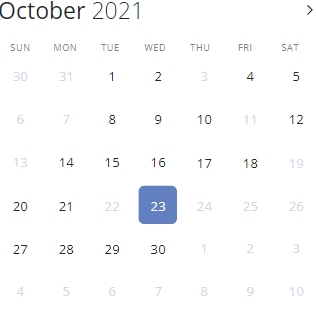 October 2021
SUN MON TUE WED THU FRI SAT
30 31 1 2 3 4 5
6 7 8 9 10 11 12
13 14 15 16 17 18 19
20 21 22 23 24 25 26
27 28 29 30 1 2 3
4 5 6 7 8 9 10